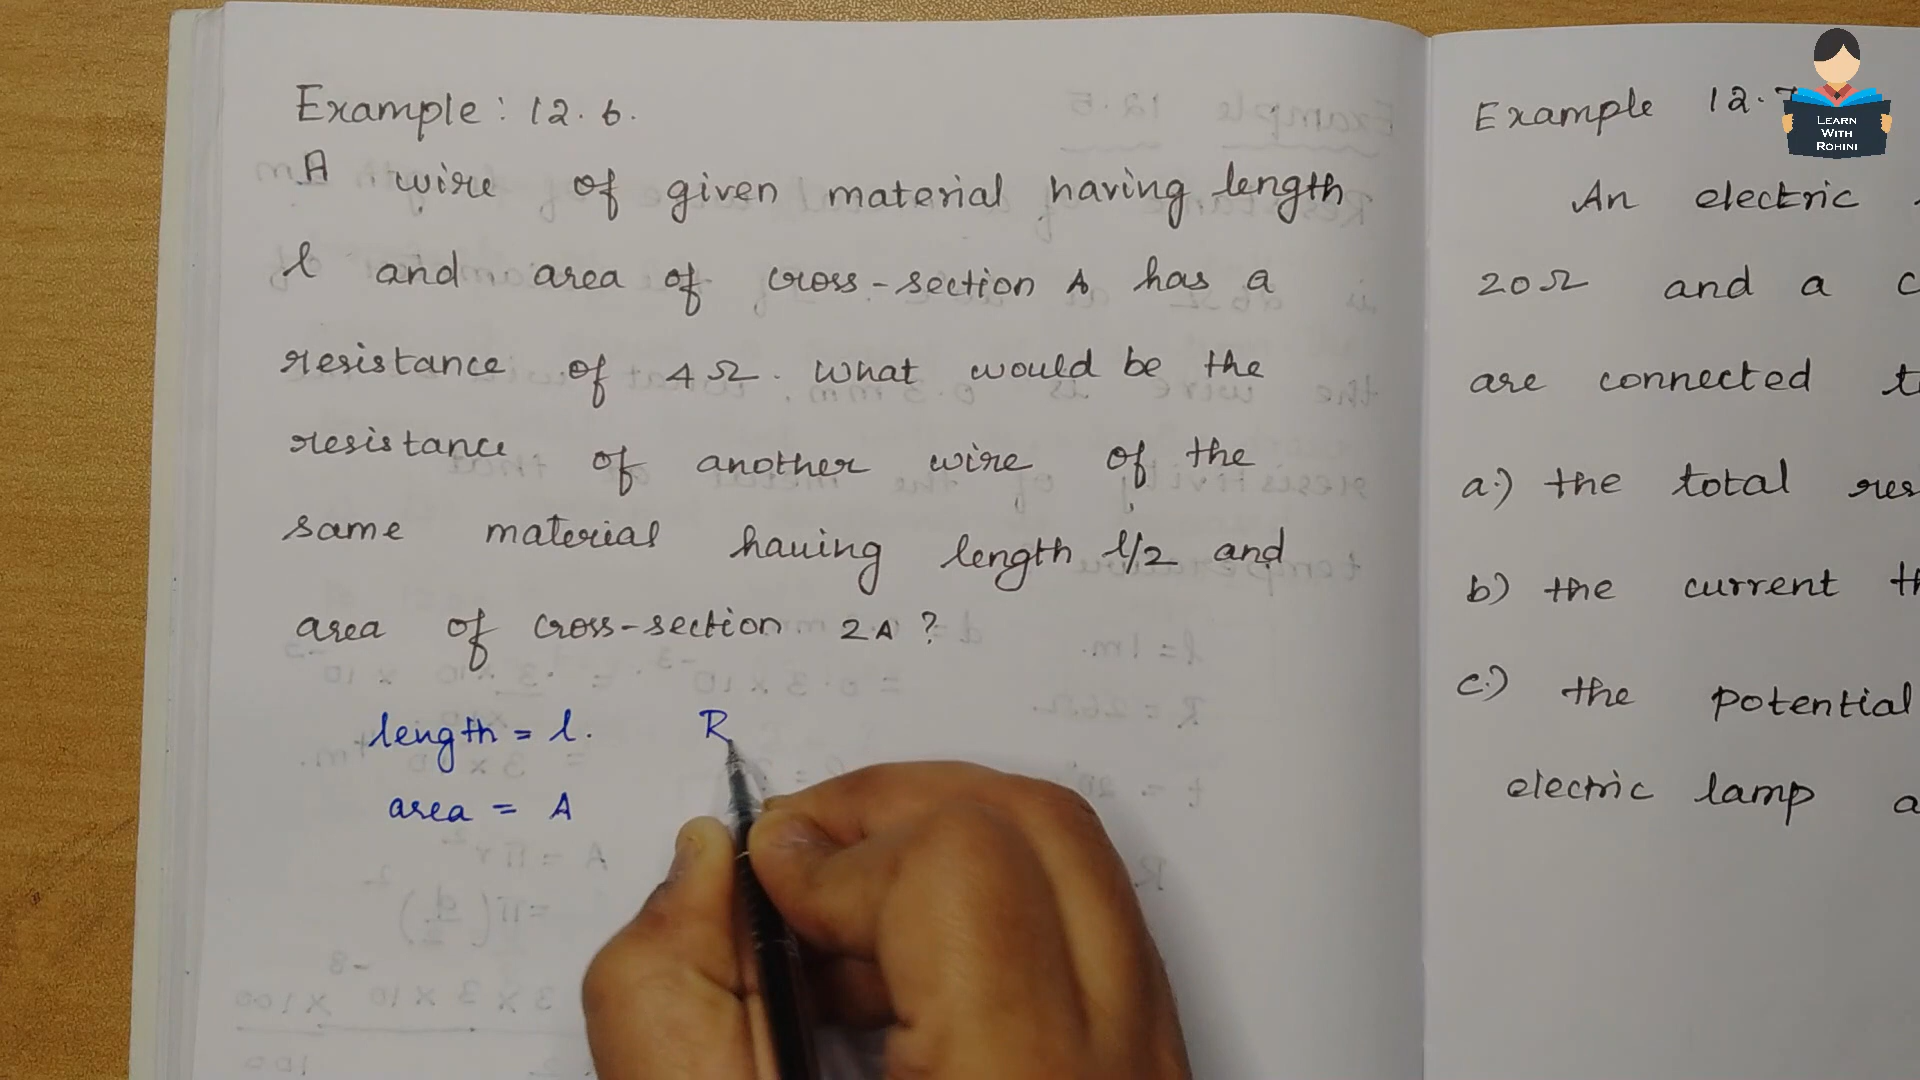 Example: 12.6.
A wire of given material having length
l and area of cross-section A has a
resistance of 4Ω. What would be the
resistance of another wire of the
same material having length l/2 and
area of cross-section 2A?
length = l. R
area = A
Example 12.7
An electric
20Ω and a c
are connected t
a.) the total res
b) the current th
c.) the potential
electric lamp a
LEARN
WITH
ROHINI